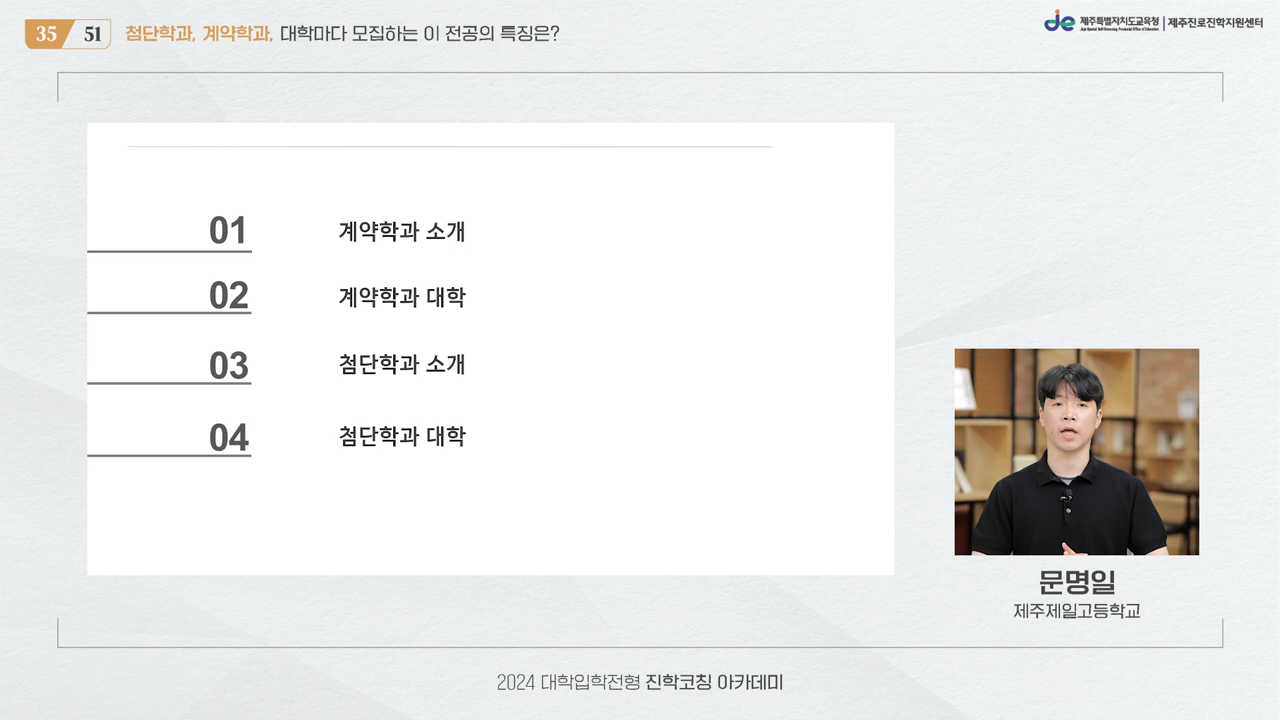 35 51 첨단학과, 계약학과, 대학마다 모집하는 이 전공의 특징은?
제주특별자치도교육청 제주진로진학지원센터
01 계약학과 소개
02 계약학과 대학
03 첨단학과 소개
04 첨단학과 대학
문명일
제주제일고등학교
2024 대학입학전형 진학코칭 아카데미